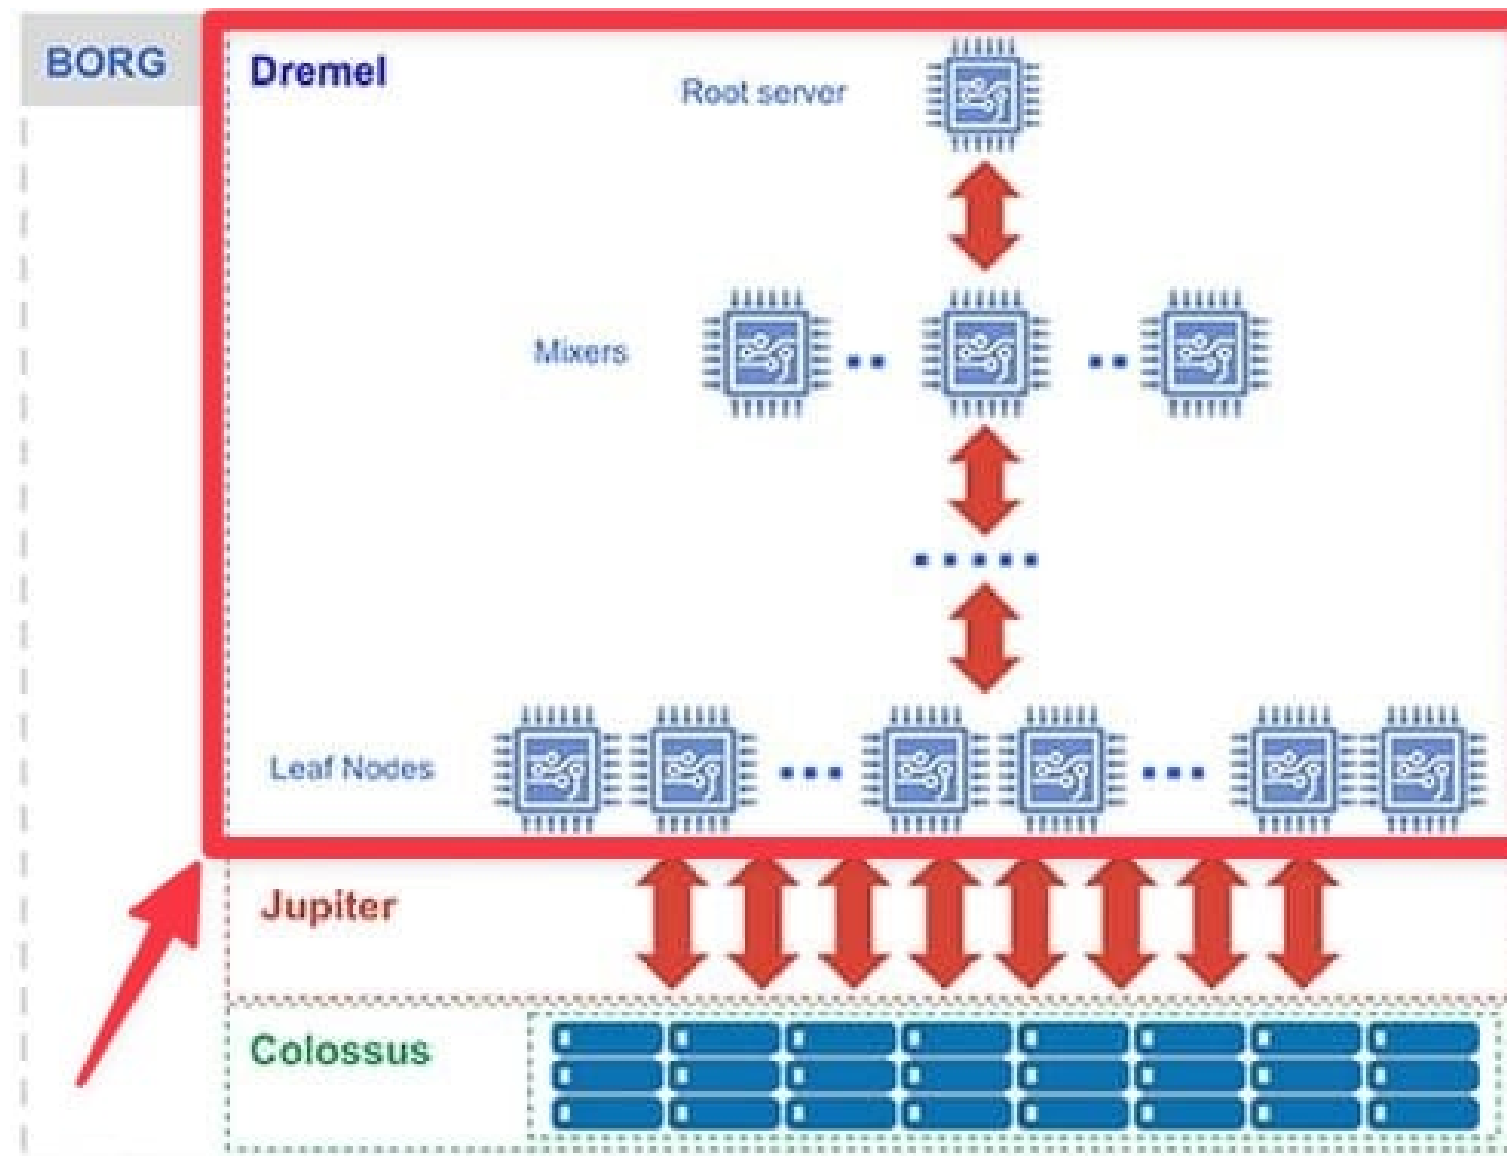 BORG
Dremel
Root server
Mixers
Leaf Nodes
Jupiter
Colossus